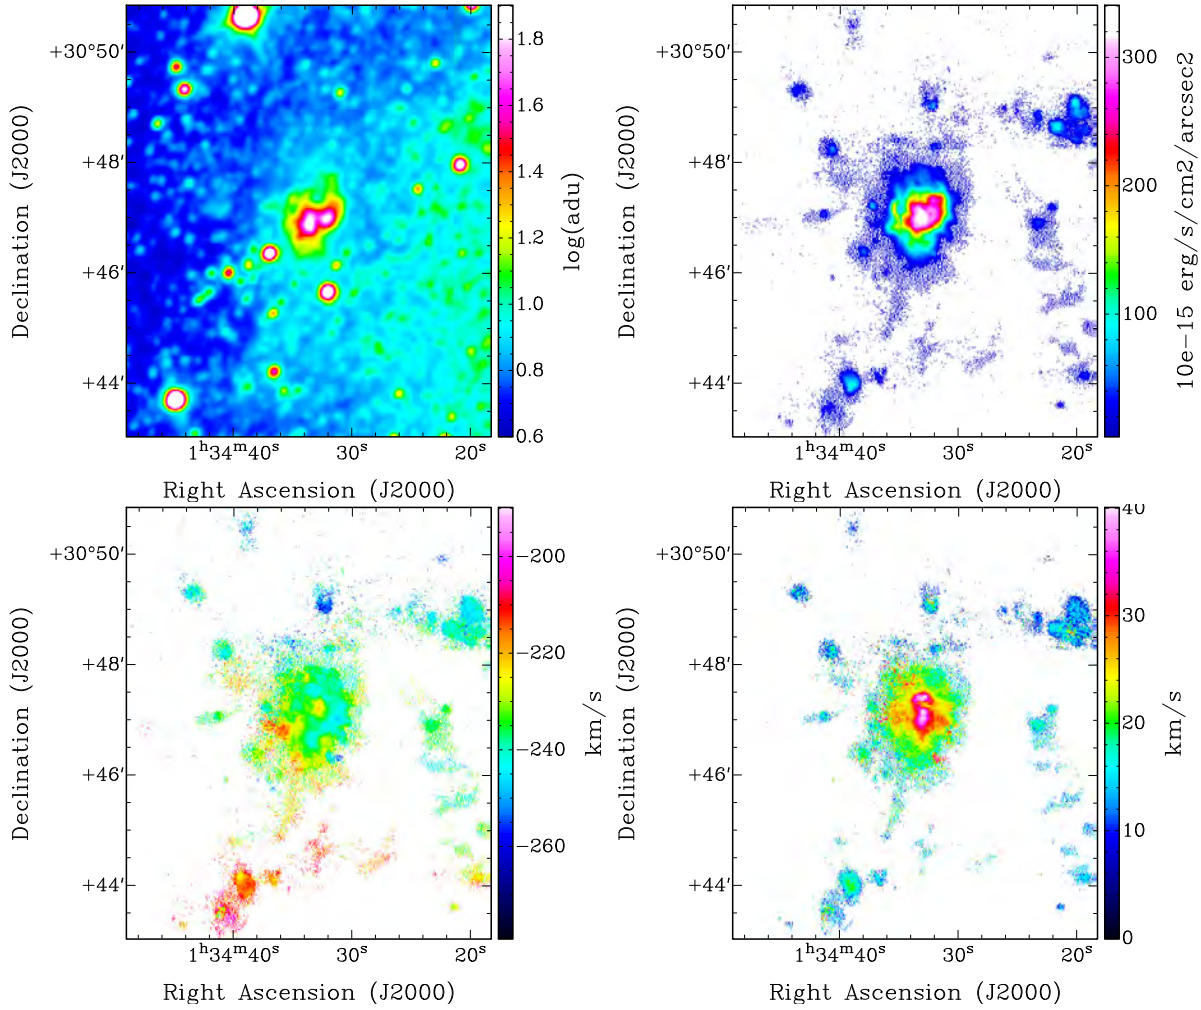 +30°50′
+48′
+46′
+44′
Declination (J2000)
1ʰ34ᵐ40ˢ
30ˢ
20ˢ
Right Ascension (J2000)
1.8
1.6
1.4
1.2
1.0
0.8
0.6
log(adu)
+30°50′
+48′
+46′
+44′
Declination (J2000)
1ʰ34ᵐ40ˢ
30ˢ
20ˢ
Right Ascension (J2000)
300
200
100
10e−15 erg/s/cm2/arcsec2
+30°50′
+48′
+46′
+44′
Declination (J2000)
1ʰ34ᵐ40ˢ
30ˢ
20ˢ
Right Ascension (J2000)
−200
−220
−240
−260
km/s
+30°50′
+48′
+46′
+44′
Declination (J2000)
1ʰ34ᵐ40ˢ
30ˢ
20ˢ
Right Ascension (J2000)
40
30
20
10
0
km/s